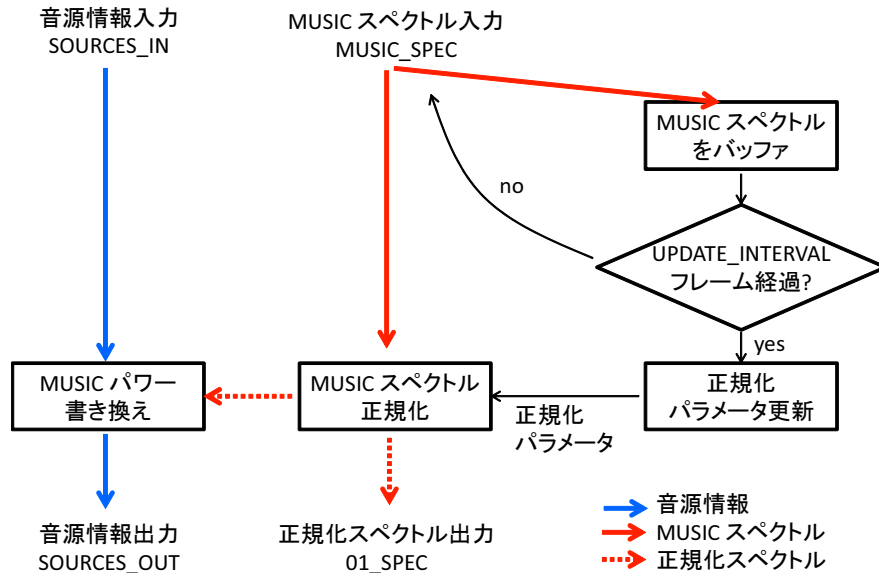 音源情報入力
SOURCES_IN
MUSIC スペクトル入力
MUSIC_SPEC
MUSIC スペクトル
をバッファ
no
UPDATE_INTERVAL
フレーム経過?
yes
MUSIC パワー
書き換え
MUSIC スペクトル
正規化
正規化
パラメータ
正規化
パラメータ更新
音源情報出力
SOURCES_OUT
正規化スペクトル出力
01_SPEC
音源情報
MUSIC スペクトル
正規化スペクトル